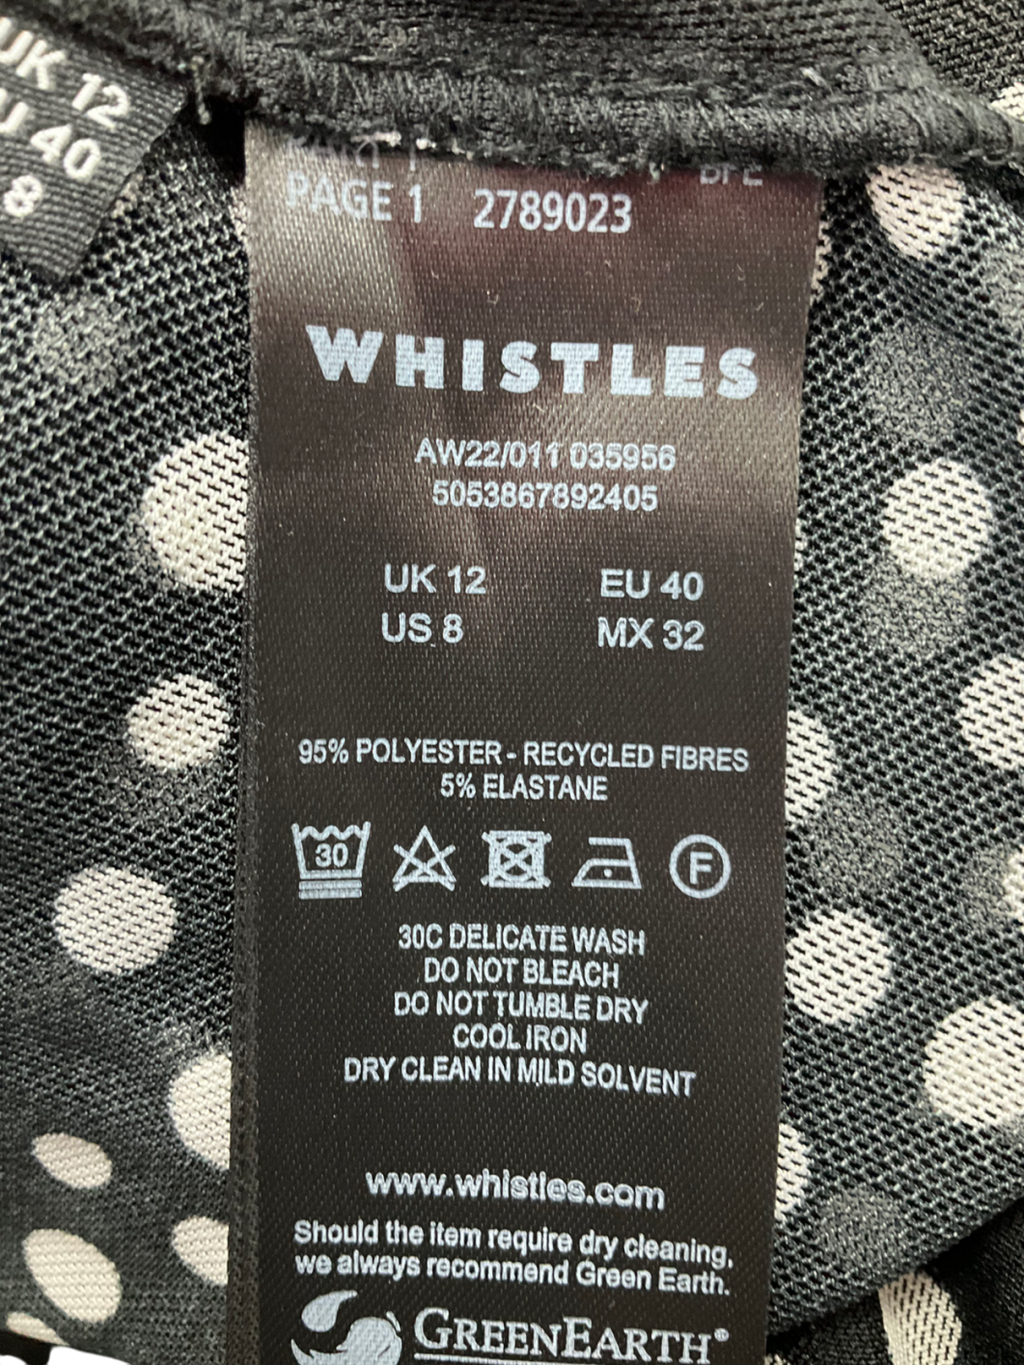 UK 12
U 40
8
PAGE 1 2789023
WHISTLES
AW22/011 035956
5053867892405
UK 12 EU 40
US 8 MX 32
95% POLYESTER - RECYCLED FIBRES
5% ELASTANE
30
F
30C DELICATE WASH
DO NOT BLEACH
DO NOT TUMBLE DRY
COOL IRON
DRY CLEAN IN MILD SOLVENT
www.whistles.com
Should the item require dry cleaning,
we always recommend Green Earth.
GREENEARTH®